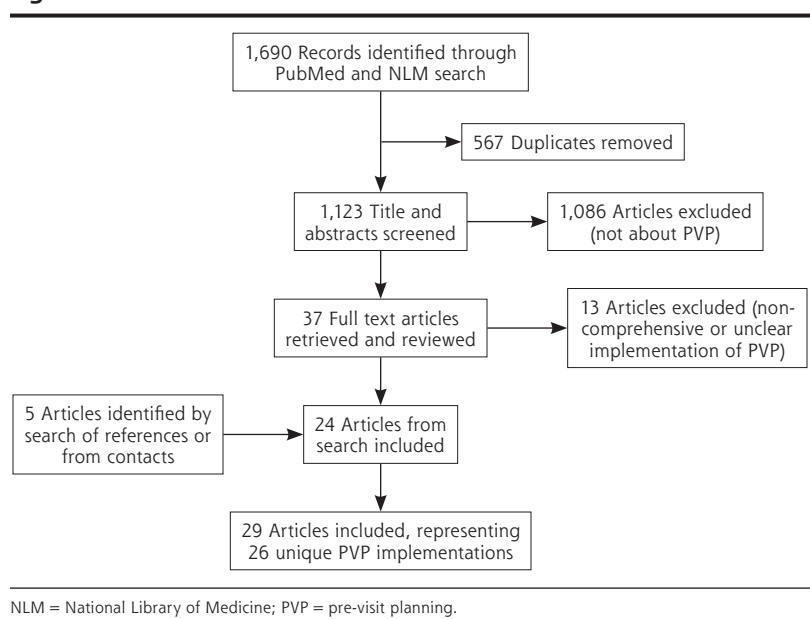 1,690 Records identified through
PubMed and NLM search
567 Duplicates removed
1,123 Title and
abstracts screened
1,086 Articles excluded
(not about PVP)
37 Full text articles
retrieved and reviewed
13 Articles excluded (non-
comprehensive or unclear
implementation of PVP)
5 Articles identified by
search of references or
from contacts
24 Articles from
search included
29 Articles included, representing
26 unique PVP implementations
NLM = National Library of Medicine; PVP = pre-visit planning.